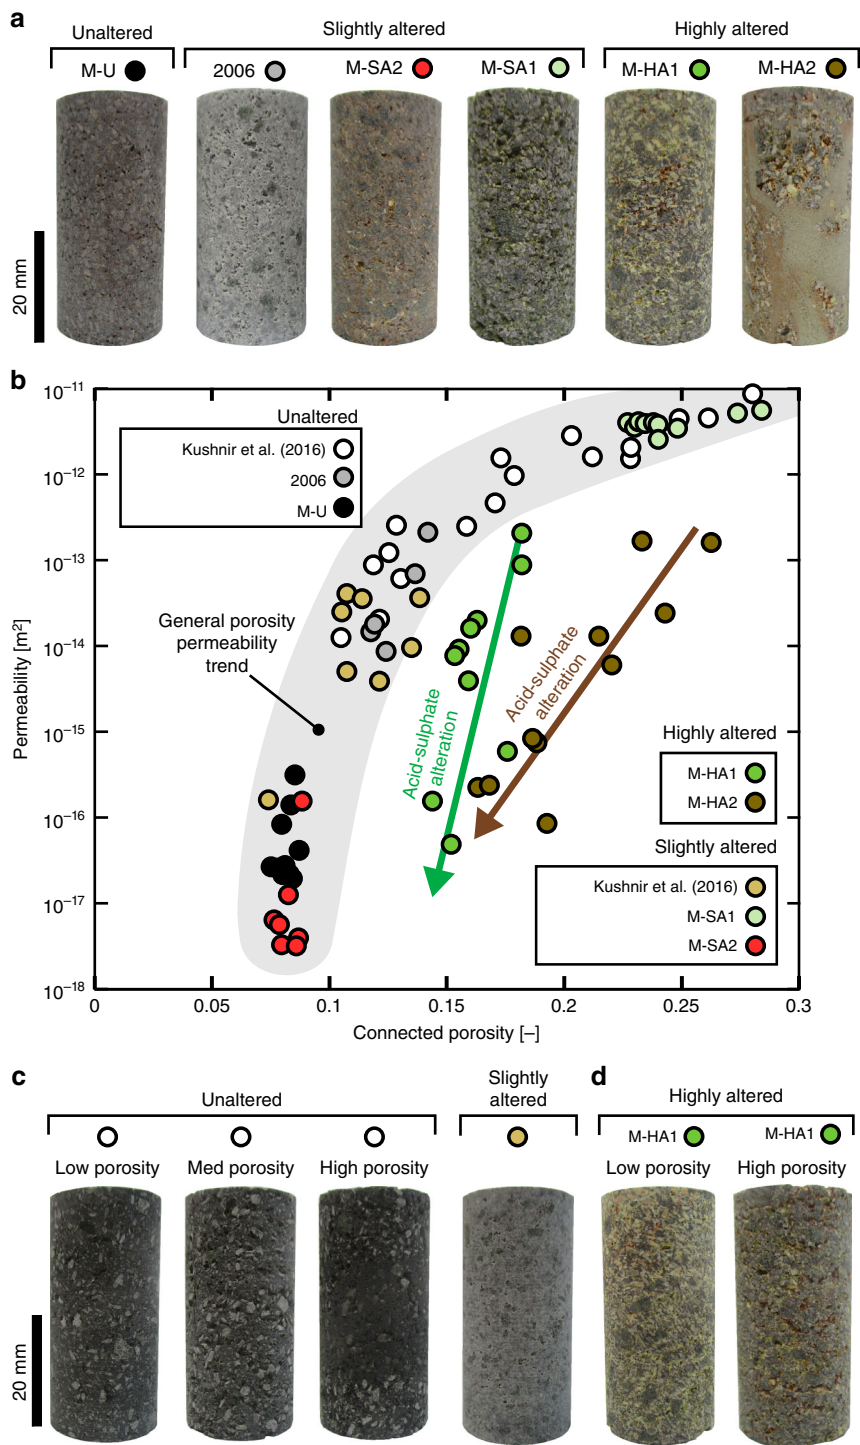 a
Unaltered
Slightly altered
Highly altered
M-U
2006
M-SA2
M-SA1
M-HA1
M-HA2
20 mm
b
10⁻¹¹
10⁻¹²
10⁻¹³
10⁻¹⁴
10⁻¹⁵
10⁻¹⁶
10⁻¹⁷
10⁻¹⁸
Permeability [m²]
Unaltered
Kushnir et al. (2016)
2006
M-U
General porosity
permeability
trend
Acid-sulphate
alteration
Acid-sulphate
alteration
Highly altered
M-HA1
M-HA2
Slightly altered
Kushnir et al. (2016)
M-SA1
M-SA2
0
0.05
0.1
0.15
0.2
0.25
0.3
Connected porosity [–]
c
Unaltered
Slightly
altered
Low porosity
Med porosity
High porosity
20 mm
d
Highly altered
M-HA1
M-HA1
Low porosity
High porosity